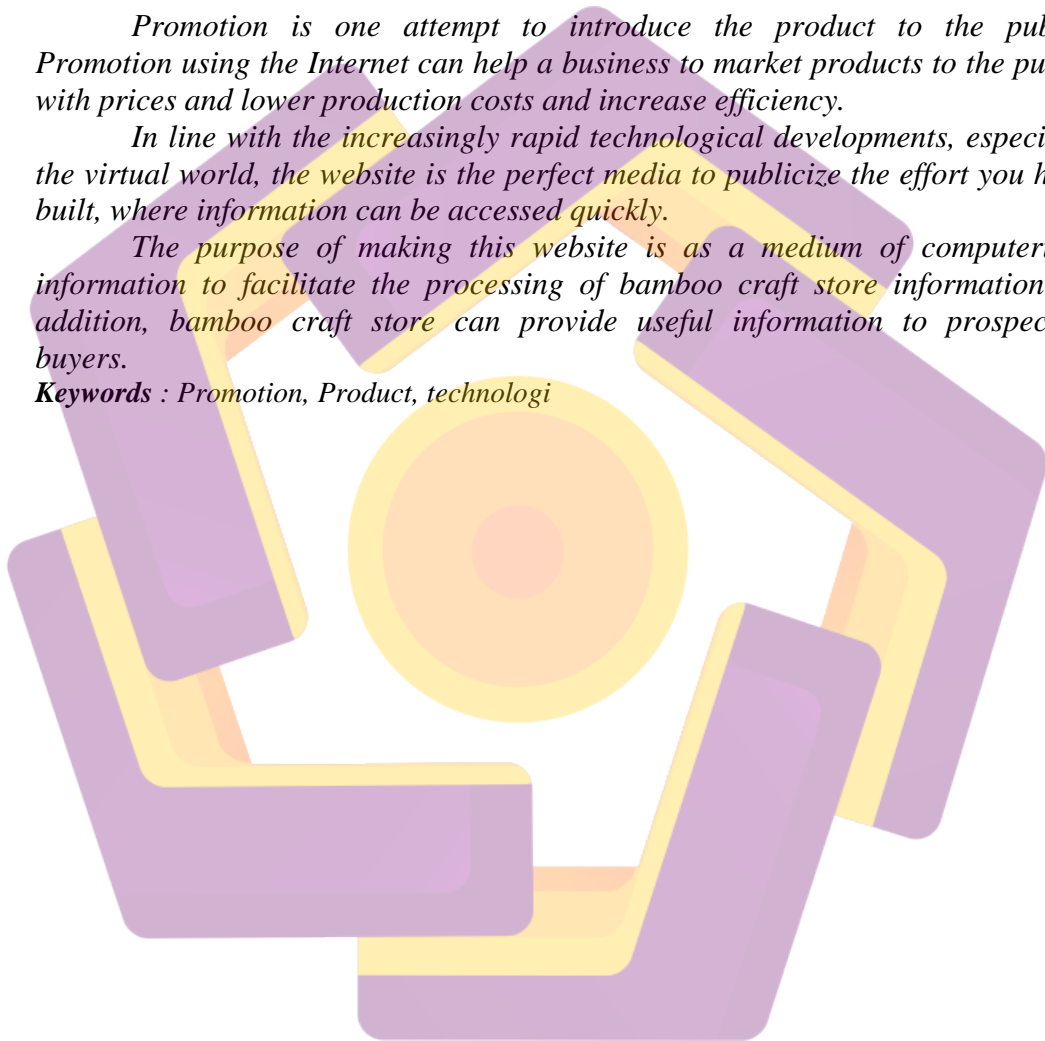 Promotion is one attempt to introduce the product to the pub
Promotion using the Internet can help a business to market products to the pu
with prices and lower production costs and increase efficiency.
In line with the increasingly rapid technological developments, especi
the virtual world, the website is the perfect media to publicize the effort you h
built, where information can be accessed quickly.
The purpose of making this website is as a medium of computer
information to facilitate the processing of bamboo craft store information
addition, bamboo craft store can provide useful information to prospec
buyers.
Keywords : Promotion, Product, technologi